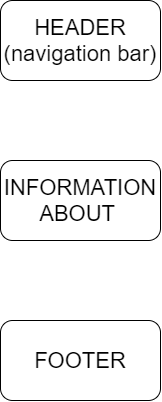 HEADER
(navigation bar)
INFORMATION
ABOUT
FOOTER